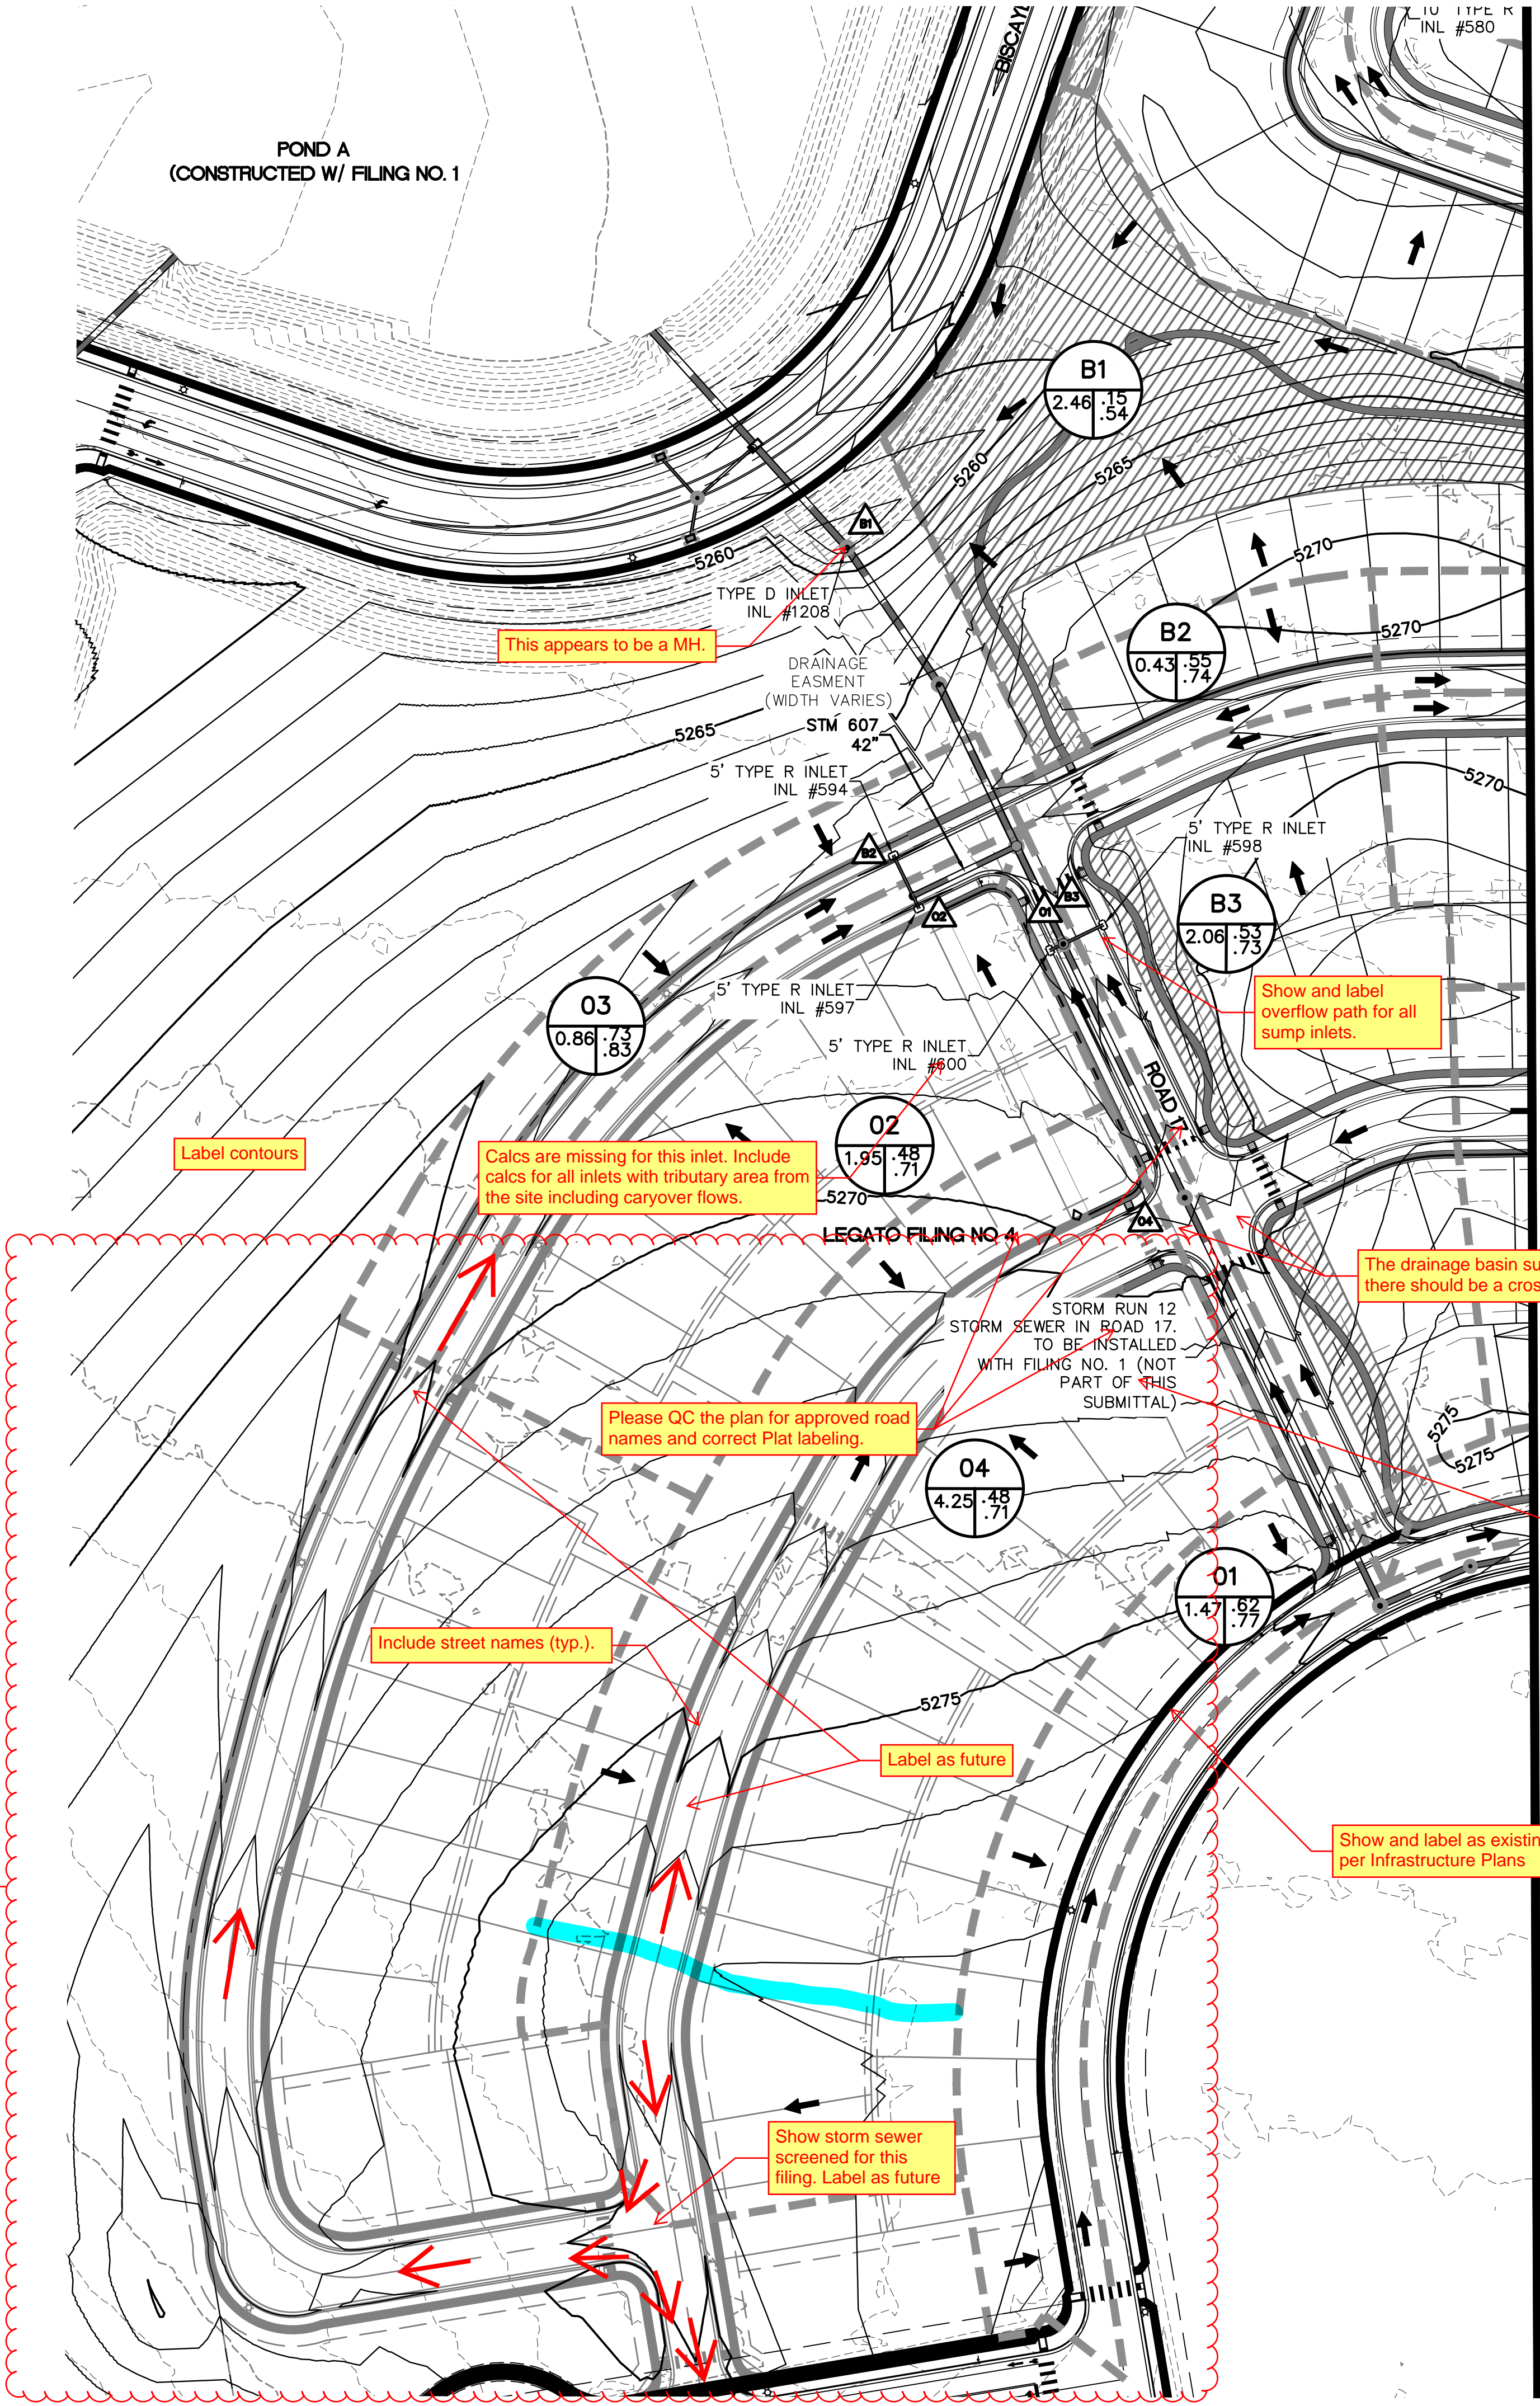 10' TYPE R
INL #580
BISCAY
POND A
(CONSTRUCTED W/ FILING NO. 1
B1
2.46 .15
.54
5260
5265
B1
5260
5270
TYPE D INLET
INL #1208
This appears to be a MH.
B2
0.43 .55
.74
5270
DRAINAGE
EASMENT
(WIDTH VARIES)
5265
STM 607
42"
5' TYPE R INLET
INL #594
5270
5' TYPE R INLET
INL #598
B2
B3
O2
O1
B3
2.06 .53
.73
5' TYPE R INLET
INL #597
O3
0.86 .73
.83
Show and label
overflow path for all
sump inlets.
5' TYPE R INLET
INL #600
ROAD 17
O2
1.95 .48
.71
Label contours
Calcs are missing for this inlet. Include
calcs for all inlets with tributary area from
the site including caryover flows.
5270
O4
LEGATO FILING NO 4
The drainage basin su
there should be a cros
STORM RUN 12
STORM SEWER IN ROAD 17.
TO BE INSTALLED
WITH FILING NO. 1 (NOT
PART OF THIS
SUBMITTAL)
Please QC the plan for approved road
names and correct Plat labeling.
5275
5275
O4
4.25 .48
.71
O1
1.47 .62
.77
Include street names (typ.).
5275
Label as future
Show and label as existin
per Infrastructure Plans
Show storm sewer
screened for this
filing. Label as future